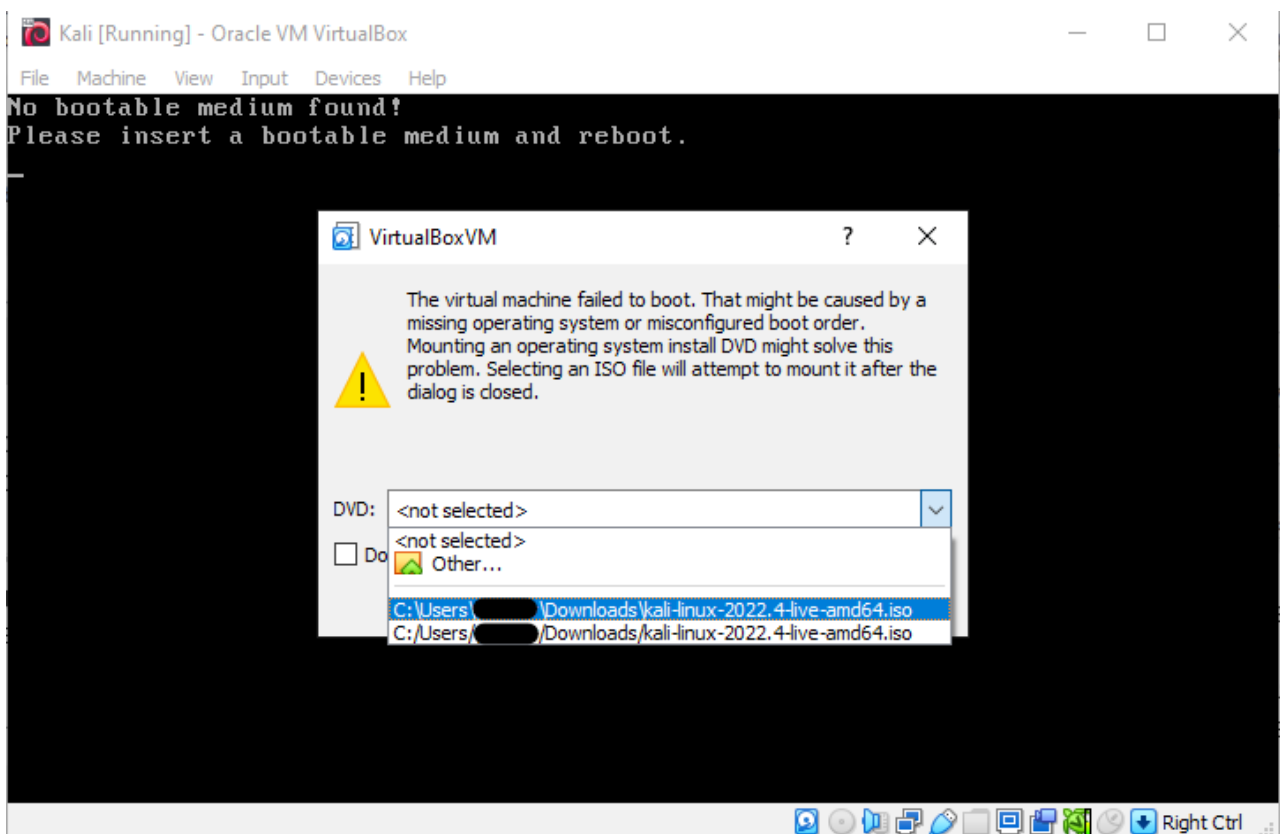 Kali [Running] - Oracle VM VirtualBox
File Machine View Input Devices Help
No bootable medium found!
Please insert a bootable medium and reboot.
VirtualBoxVM
The virtual machine failed to boot. That might be caused by a
missing operating system or misconfigured boot order.
Mounting an operating system install DVD might solve this
problem. Selecting an ISO file will attempt to mount it after the
dialog is closed.
DVD: <not selected>
<not selected>
Do
Other...
C:\Users\ \Downloads\kali-linux-2022.4-live-amd64.iso
C:/Users/ /Downloads/kali-linux-2022.4-live-amd64.iso
Right Ctrl